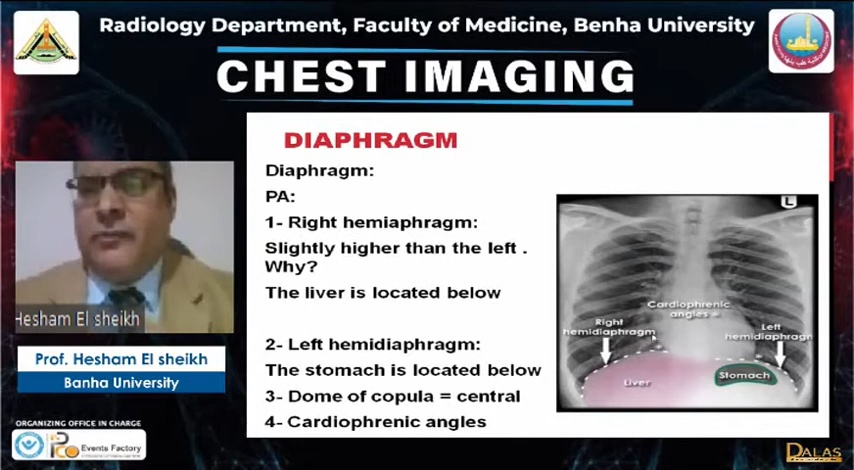 Radiology Department, Faculty of Medicine, Benha University
CHEST IMAGING
DIAPHRAGM
Diaphragm:
PA:
1- Right hemiaphragm:
Slightly higher than the left .
Why?
The liver is located below
2- Left hemidiaphragm:
The stomach is located below
3- Dome of copula = central
4- Cardiophrenic angles
L
Cardiophrenic
angles =
Right
hemidiaphragm
Left
hemidiaphragm
Liver
Stomach
Hesham El sheikh
Prof. Hesham El sheikh
Banha University
ORGANIZING OFFICE IN CHARGE
Events Factory
DALAS